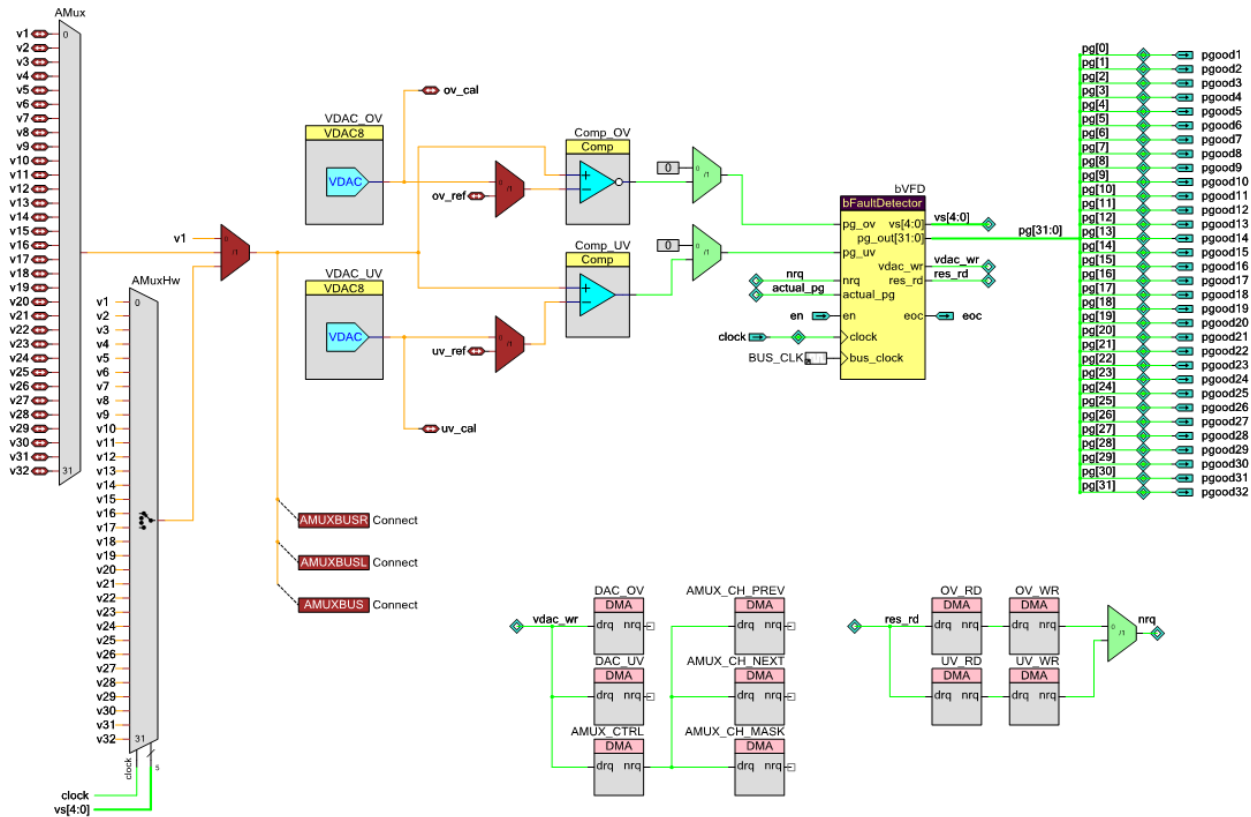 AMux
v1
v2
v3
v4
v5
v6
v7
v8
v9
v10
v11
v12
v13
v14
v15
v16
v17
v18
v19
v20
v21
v22
v23
v24
v25
v26
v27
v28
v29
v30
v31
v32
0
31
AMuxHw
v1
v2
v3
v4
v5
v6
v7
v8
v9
v10
v11
v12
v13
v14
v15
v16
v17
v18
v19
v20
v21
v22
v23
v24
v25
v26
v27
v28
v29
v30
v31
v32
0
31
clock
5
clock
vs[4:0]
v1
0
/1
VDAC_OV
VDAC8
VDAC
ov_cal
ov_ref
0
/1
VDAC_UV
VDAC8
VDAC
uv_ref
uv_cal
0
/1
Comp_OV
Comp
+
−
Comp_UV
Comp
+
−
0
0
/1
0
0
/1
AMUXBUSR Connect
AMUXBUSL Connect
AMUXBUS Connect
bVFD
bFaultDetector
pg_ov vs[4:0]
pg_out[31:0]
pg_uv
vdac_wr
nrq res_rd
actual_pg
en eoc
clock
bus_clock
nrq
actual_pg
en
clock
BUS_CLK
vs[4:0]
vdac_wr
res_rd
eoc
pg[31:0]
pg[0] pgood1
pg[1] pgood2
pg[2] pgood3
pg[3] pgood4
pg[4] pgood5
pg[5] pgood6
pg[6] pgood7
pg[7] pgood8
pg[8] pgood9
pg[9] pgood10
pg[10] pgood11
pg[11] pgood12
pg[12] pgood13
pg[13] pgood14
pg[14] pgood15
pg[15] pgood16
pg[16] pgood17
pg[17] pgood18
pg[18] pgood19
pg[19] pgood20
pg[20] pgood21
pg[21] pgood22
pg[22] pgood23
pg[23] pgood24
pg[24] pgood25
pg[25] pgood26
pg[26] pgood27
pg[27] pgood28
pg[28] pgood29
pg[29] pgood30
pg[30] pgood31
pg[31] pgood32
vdac_wr
DAC_OV
DMA
drq nrq
DAC_UV
DMA
drq nrq
AMUX_CTRL
DMA
drq nrq
AMUX_CH_PREV
DMA
drq nrq
AMUX_CH_NEXT
DMA
drq nrq
AMUX_CH_MASK
DMA
drq nrq
res_rd
OV_RD
DMA
drq nrq
OV_WR
DMA
drq nrq
UV_RD
DMA
drq nrq
UV_WR
DMA
drq nrq
0
/1
nrq